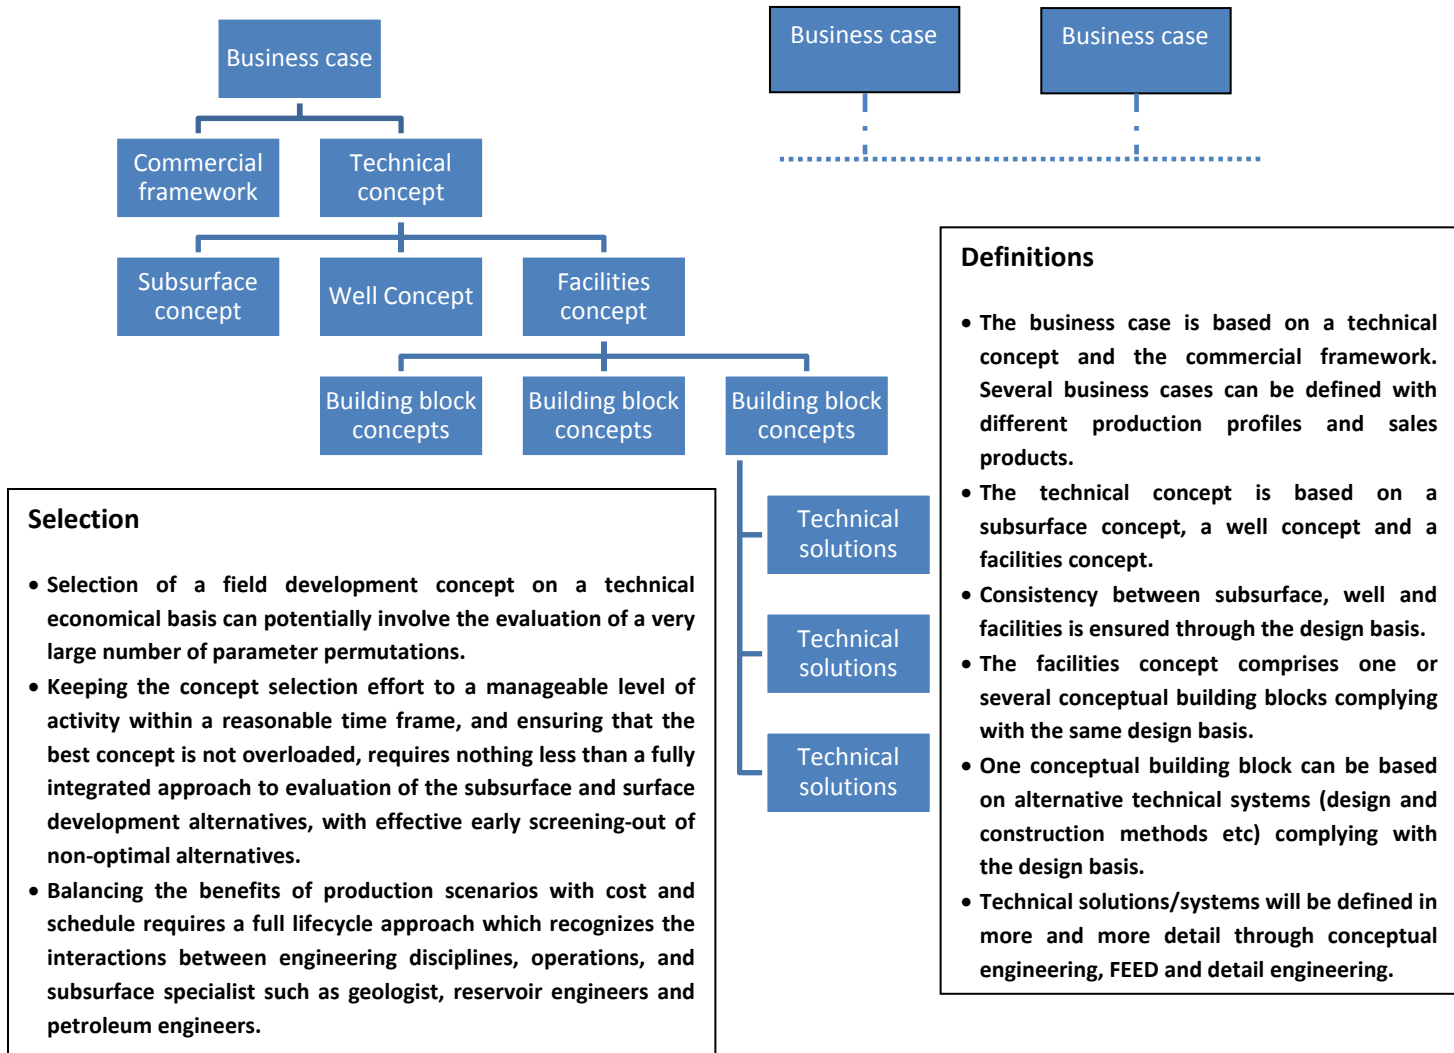 Business case
Business case
Business case
Commercial
framework
Technical
concept
Subsurface
concept
Well Concept
Facilities
concept
Building block
concepts
Building block
concepts
Building block
concepts
Technical
solutions
Technical
solutions
Technical
solutions
Selection
• Selection of a field development concept on a technical
economical basis can potentially involve the evaluation of a very
large number of parameter permutations.
• Keeping the concept selection effort to a manageable level of
activity within a reasonable time frame, and ensuring that the
best concept is not overloaded, requires nothing less than a fully
integrated approach to evaluation of the subsurface and surface
development alternatives, with effective early screening-out of
non-optimal alternatives.
• Balancing the benefits of production scenarios with cost and
schedule requires a full lifecycle approach which recognizes the
interactions between engineering disciplines, operations, and
subsurface specialist such as geologist, reservoir engineers and
petroleum engineers.
Definitions
• The business case is based on a technical
concept and the commercial framework.
Several business cases can be defined with
different production profiles and sales
products.
• The technical concept is based on a
subsurface concept, a well concept and a
facilities concept.
• Consistency between subsurface, well and
facilities is ensured through the design basis.
• The facilities concept comprises one or
several conceptual building blocks complying
with the same design basis.
• One conceptual building block can be based
on alternative technical systems (design and
construction methods etc) complying with
the design basis.
• Technical solutions/systems will be defined in
more and more detail through conceptual
engineering, FEED and detail engineering.